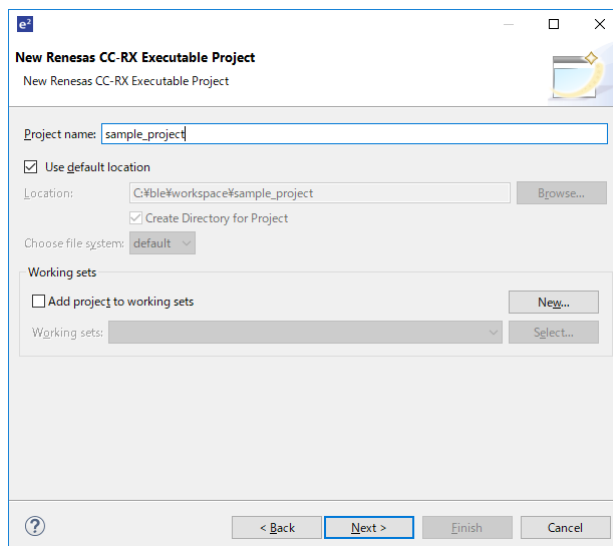 e²
New Renesas CC-RX Executable Project
New Renesas CC-RX Executable Project
Project name: sample_project
Use default location
Location: C:¥ble¥workspace¥sample_project Browse...
Create Directory for Project
Choose file system: default
Working sets
Add project to working sets New...
Working sets: Select...
? < Back Next > Finish Cancel